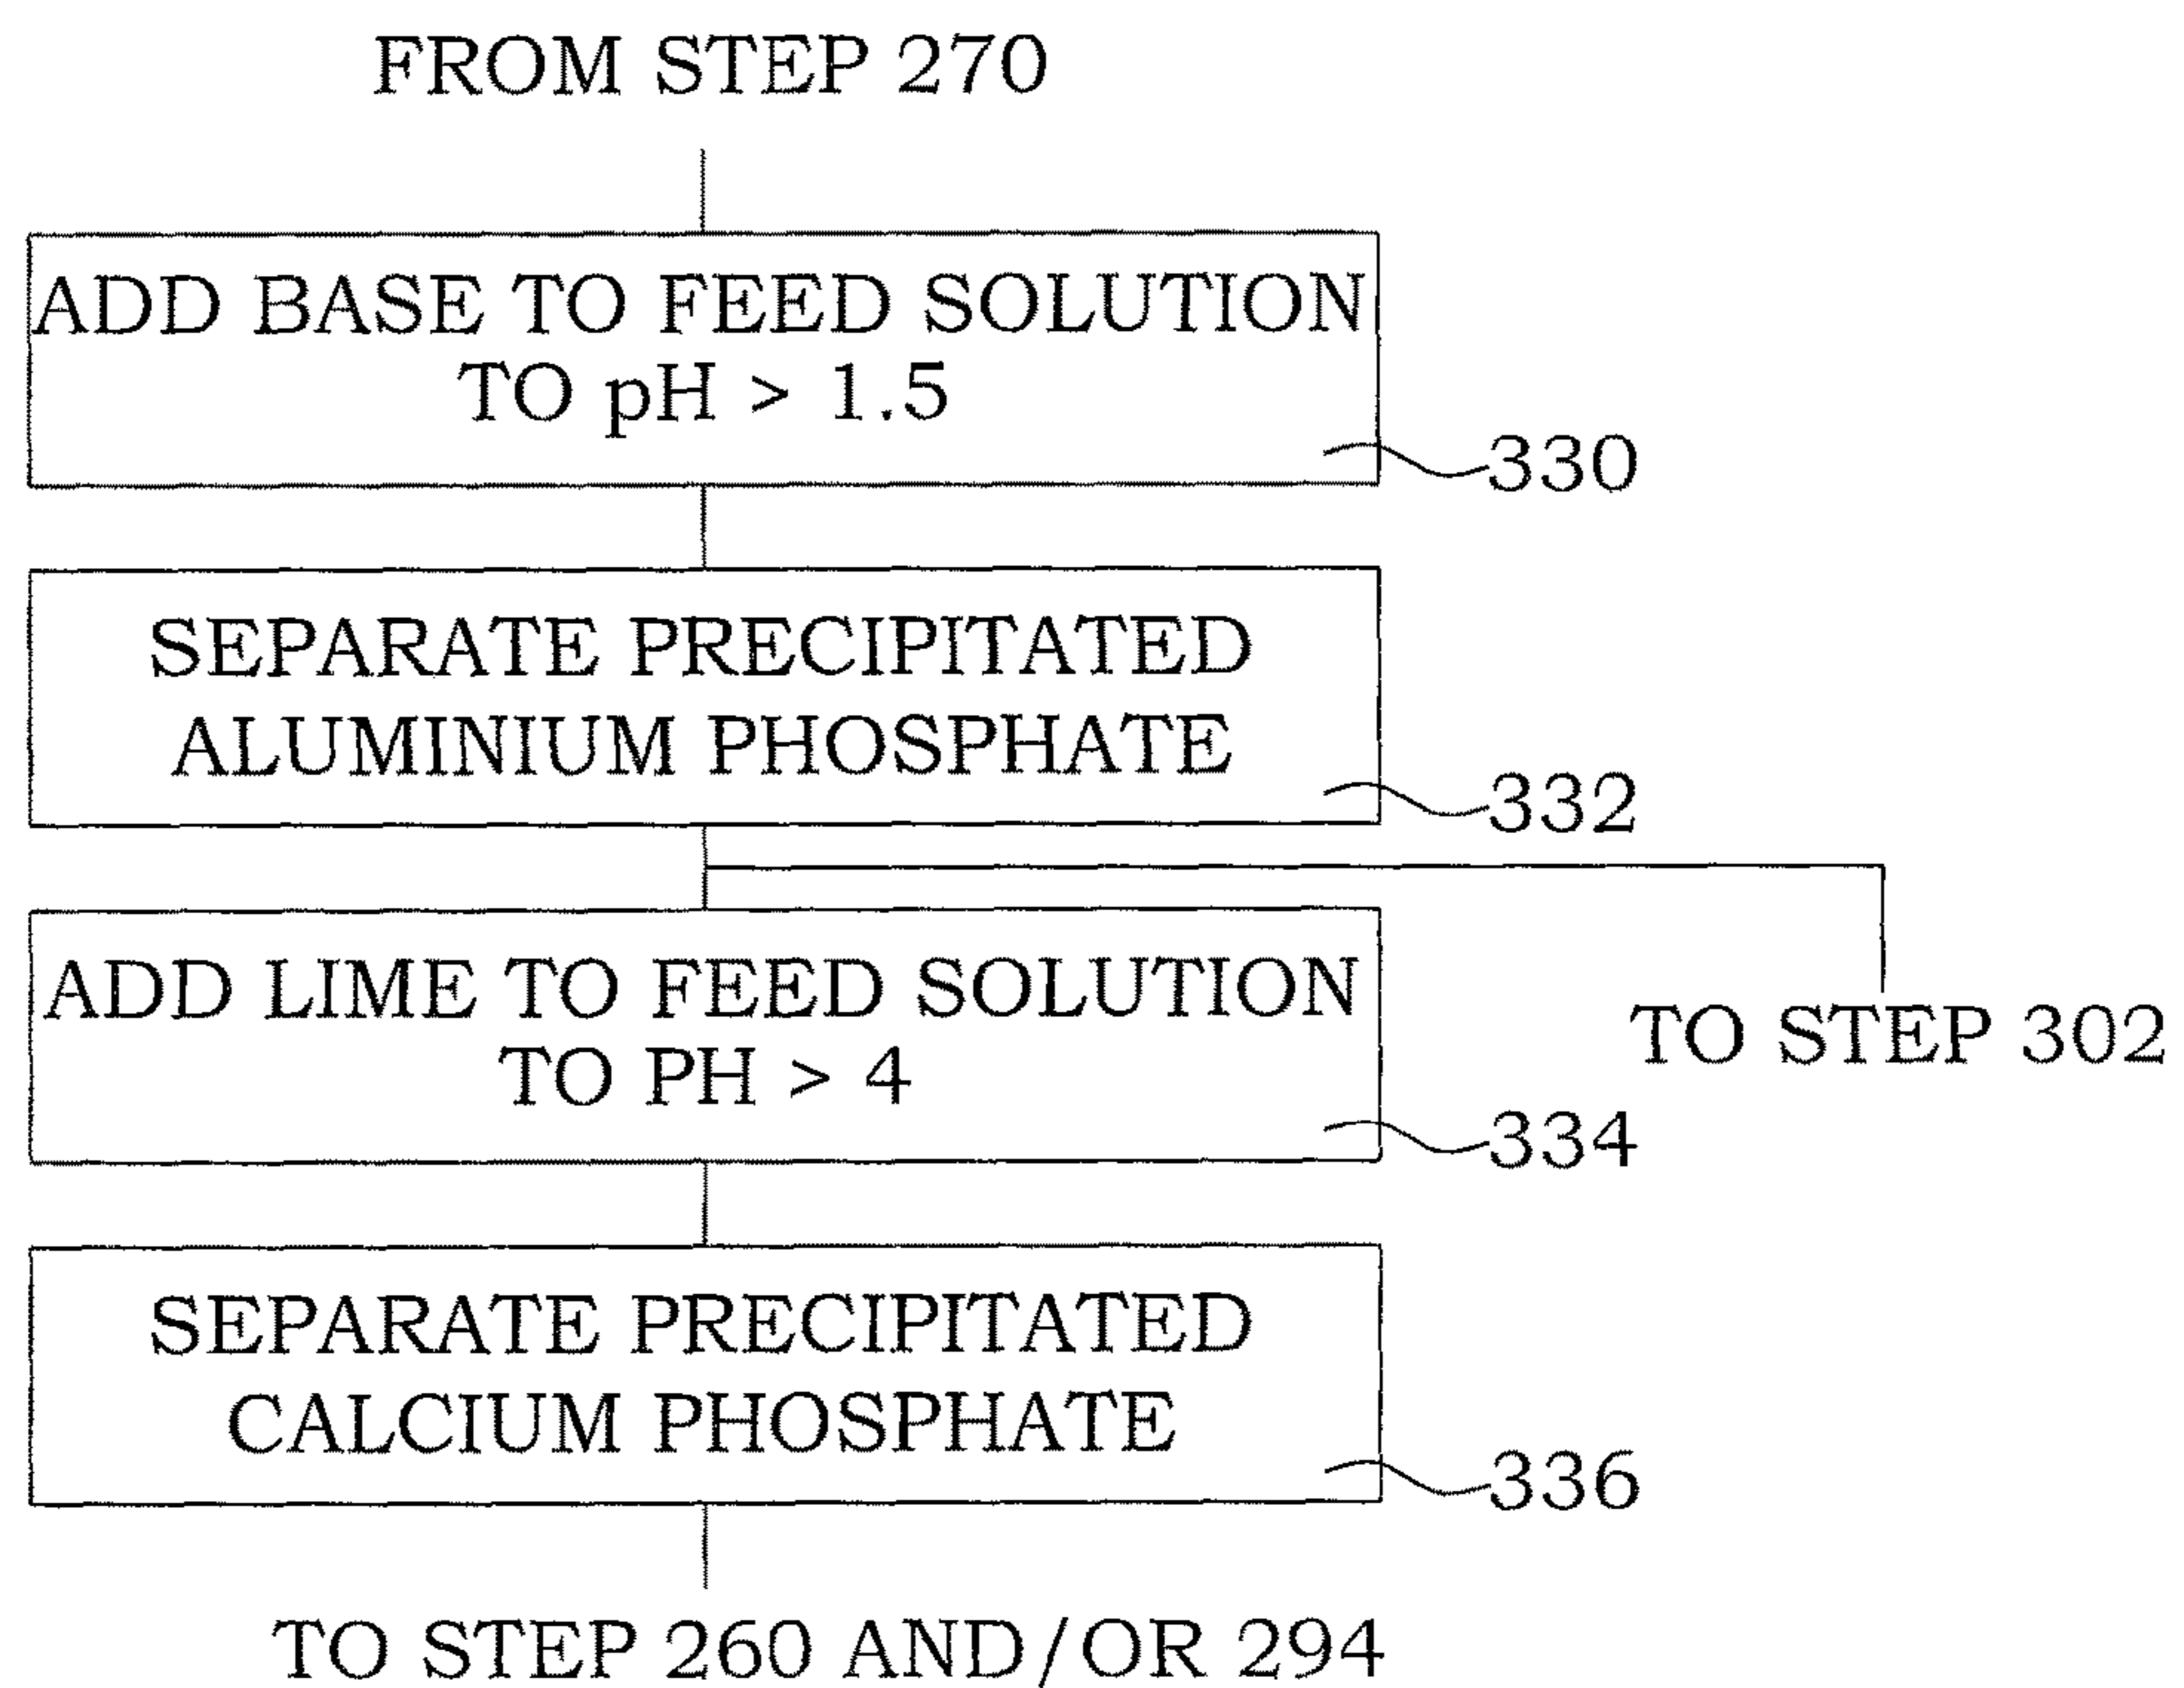 FROM STEP 270
ADD BASE TO FEED SOLUTION
TO pH > 1.5
330
SEPARATE PRECIPITATED
ALUMINIUM PHOSPHATE
332
ADD LIME TO FEED SOLUTION
TO PH > 4
334
TO STEP 302
SEPARATE PRECIPITATED
CALCIUM PHOSPHATE
336
TO STEP 260 AND/OR 294